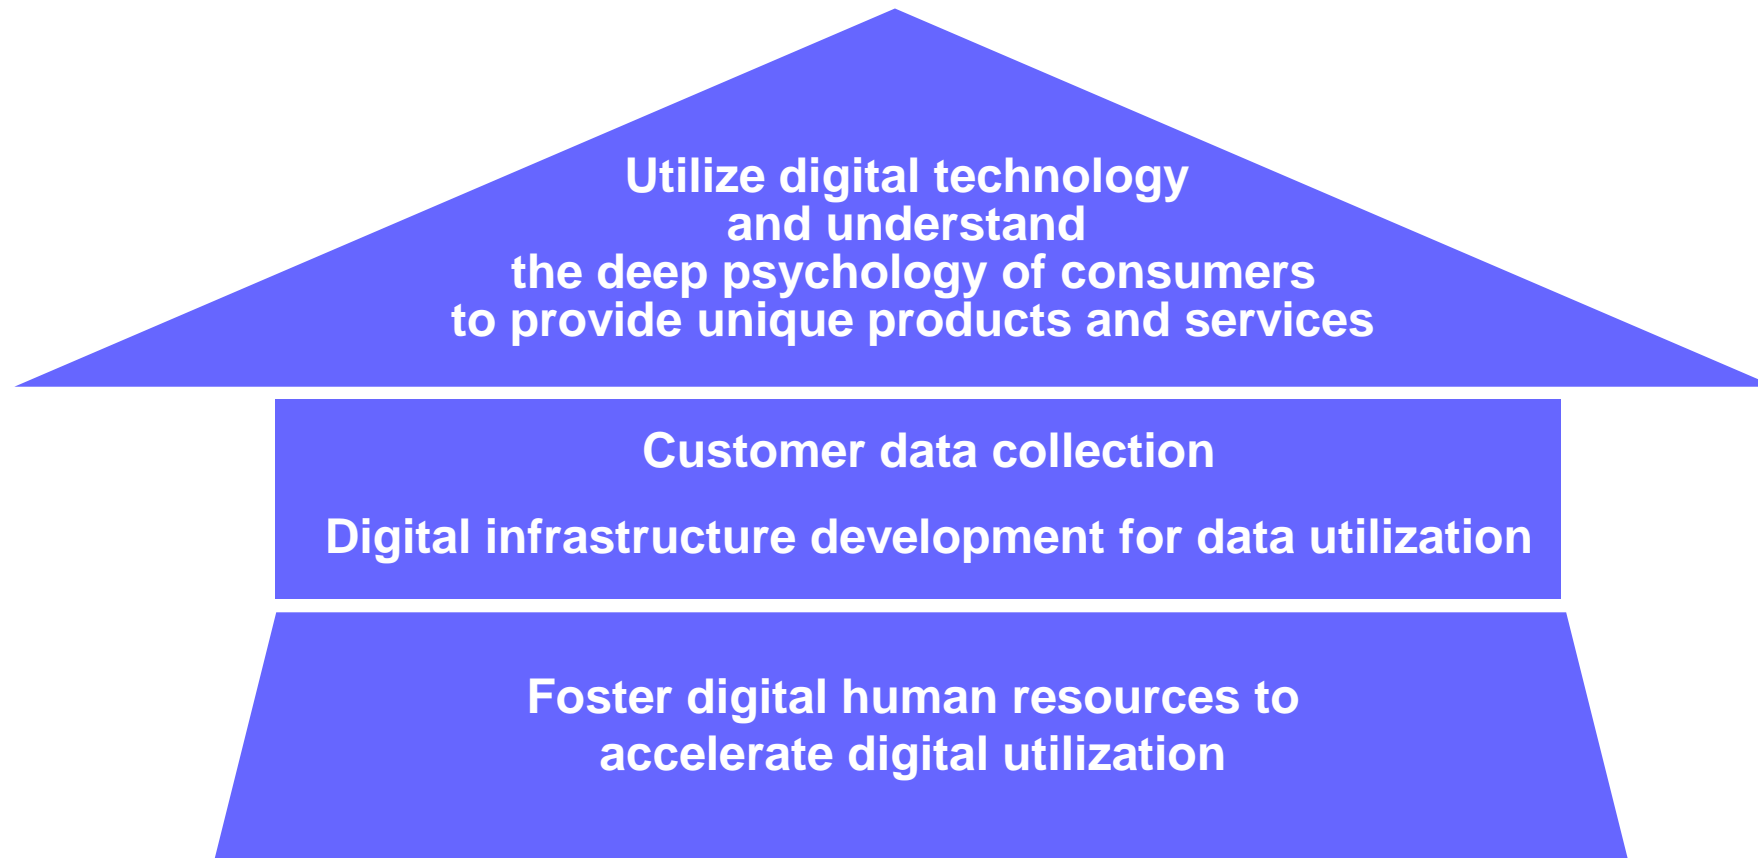 Utilize digital technology
and understand
the deep psychology of consumers
to provide unique products and services
Customer data collection
Digital infrastructure development for data utilization
Foster digital human resources to
accelerate digital utilization